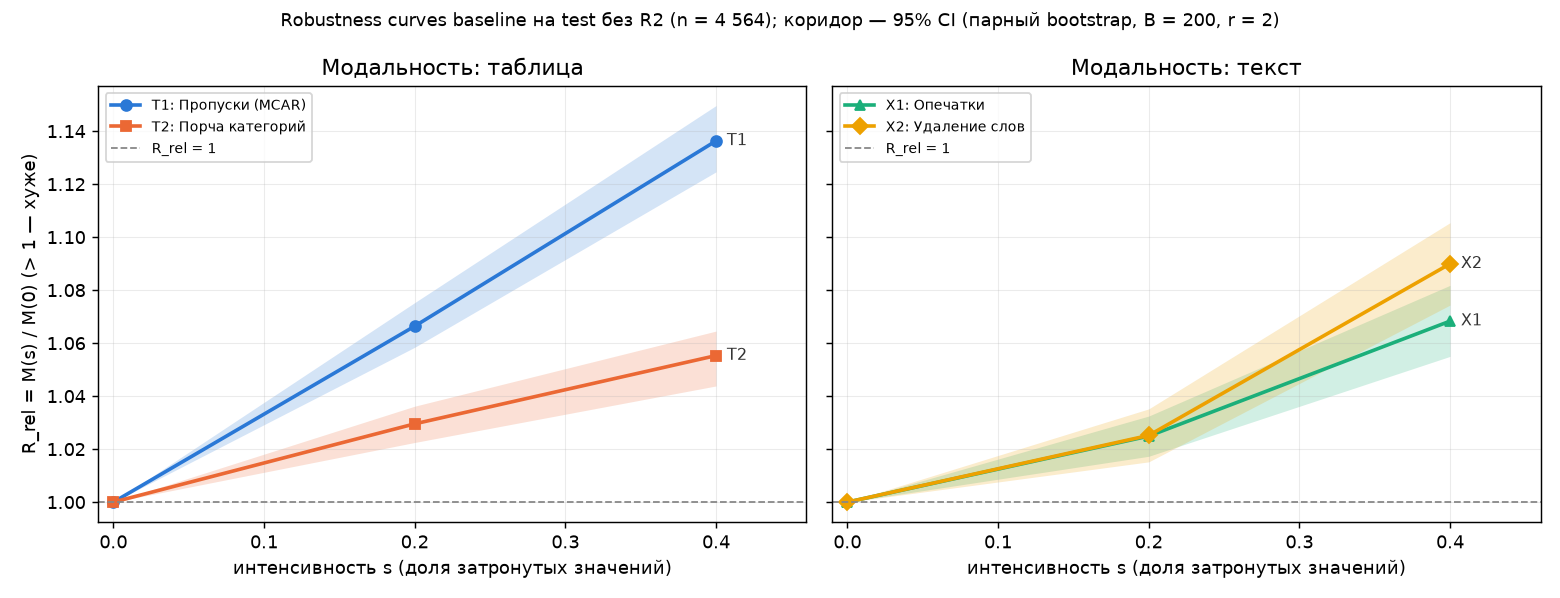 Robustness curves baseline на test без R2 (n = 4 564); коридор — 95% CI (парный bootstrap, B = 200, r = 2)
Модальность: таблица
T1: Пропуски (MCAR)
T2: Порча категорий
R_rel = 1
R_rel = M(s) / M(0) (> 1 — хуже)
1.14
1.12
1.10
1.08
1.06
1.04
1.02
1.00
T1
T2
0.0 0.1 0.2 0.3 0.4
интенсивность s (доля затронутых значений)
Модальность: текст
X1: Опечатки
X2: Удаление слов
R_rel = 1
X2
X1
0.0 0.1 0.2 0.3 0.4
интенсивность s (доля затронутых значений)